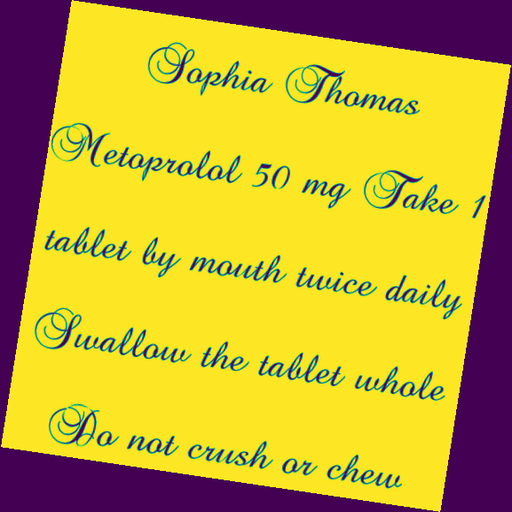 Sophia Thomas
Metoprolol 50 mg Take 1
tablet by mouth twice daily
Swallow the tablet whole
Do not crush or chew